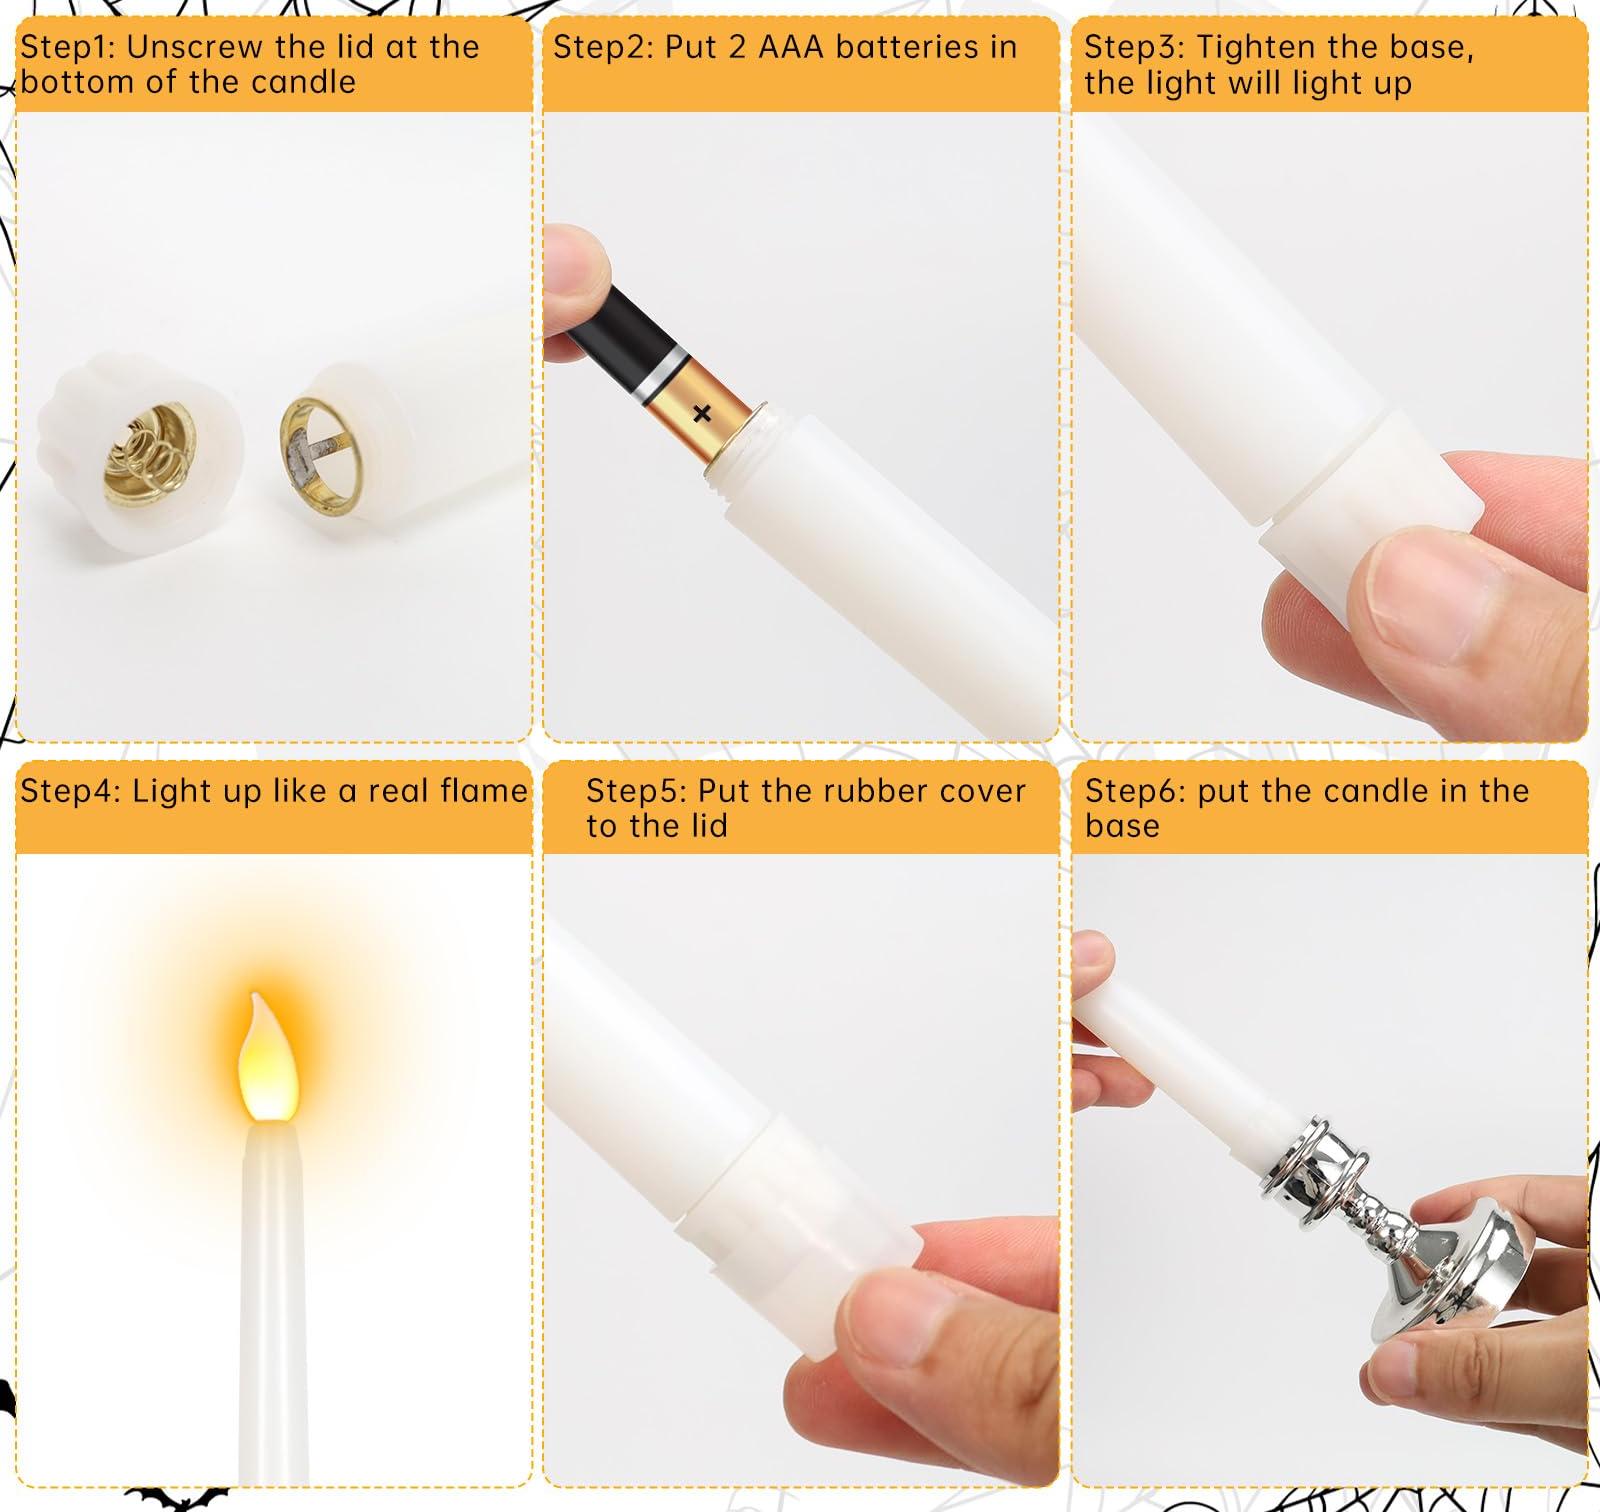 Step1: Unscrew the lid at the
bottom of the candle
Step2: Put 2 AAA batteries in
Step3: Tighten the base,
the light will light up
+
Step4: Light up like a real flame
Step5: Put the rubber cover
to the lid
Step6: put the candle in the
base